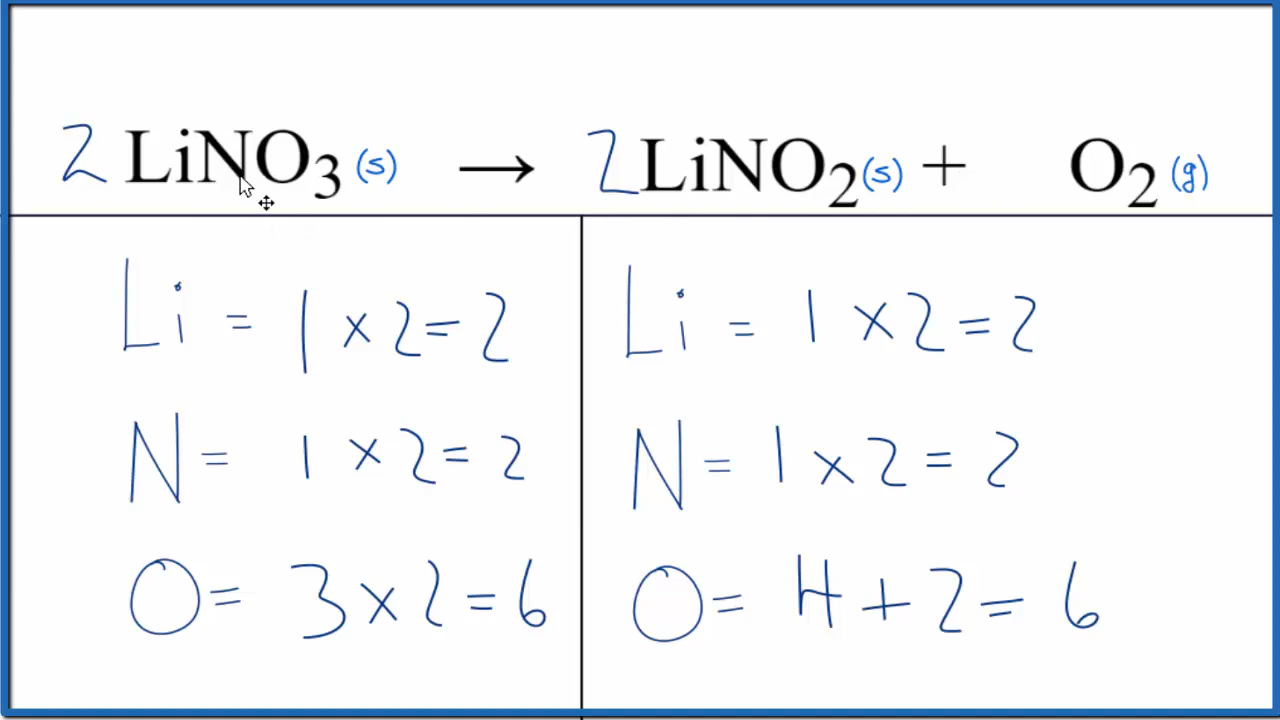 2 LiNO₃ (s) → 2 LiNO₂ (s) + O₂ (g)
Li = 1 x 2 = 2
N = 1 x 2 = 2
O = 3 x 2 = 6
Li = 1 x 2 = 2
N = 1 x 2 = 2
O = 4 + 2 = 6